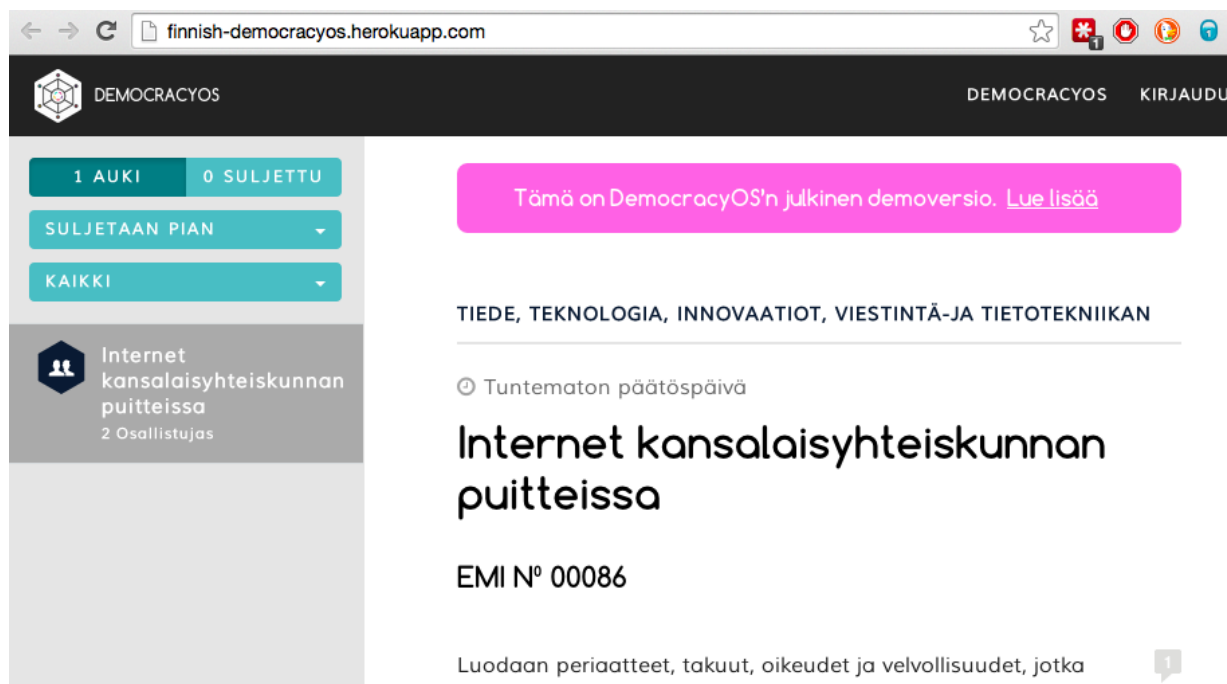 finnish-democracyos.herokuapp.com
1
1
DEMOCRACYOS
DEMOCRACYOS KIRJAUDU
1 AUKI 0 SULJETTU
SULJETAAN PIAN
KAIKKI
Internet
kansalaisyhteiskunnan
puitteissa
2 Osallistujas
Tämä on DemocracyOS'n julkinen demoversio. Lue lisää
TIEDE, TEKNOLOGIA, INNOVAATIOT, VIESTINTÄ-JA TIETOTEKNIIKAN
Tuntematon päätöspäivä
Internet kansalaisyhteiskunnan
puitteissa
EMI Nº 00086
Luodaan periaatteet, takuut, oikeudet ja velvollisuudet, jotka
1